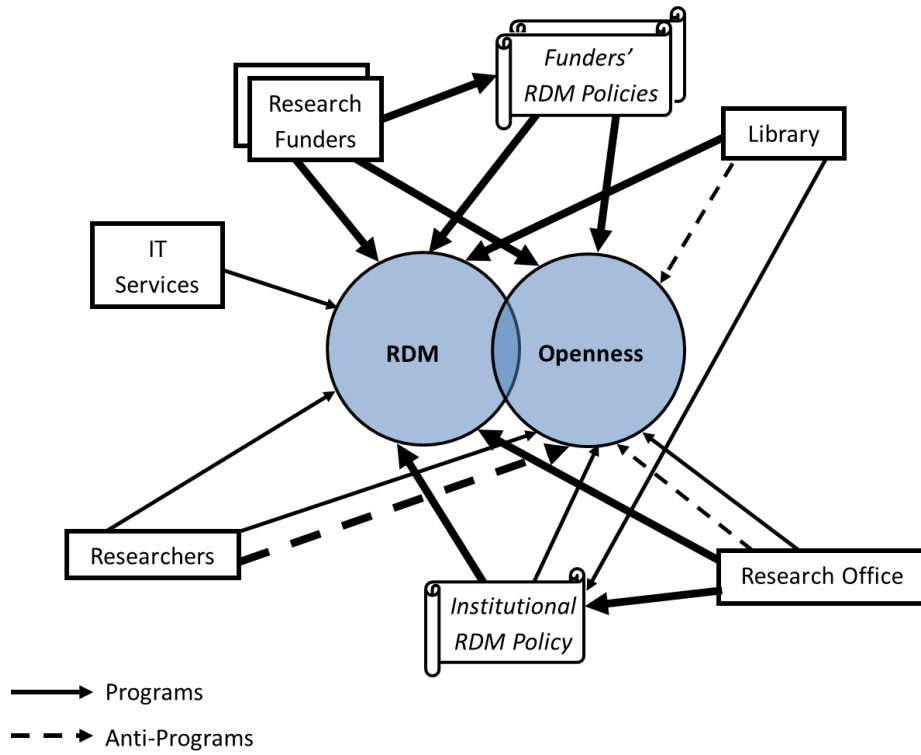 Funders’
RDM Policies
Research
Funders
Library
IT
Services
RDM
Openness
Researchers
Research Office
Institutional
RDM Policy
Programs
Anti-Programs